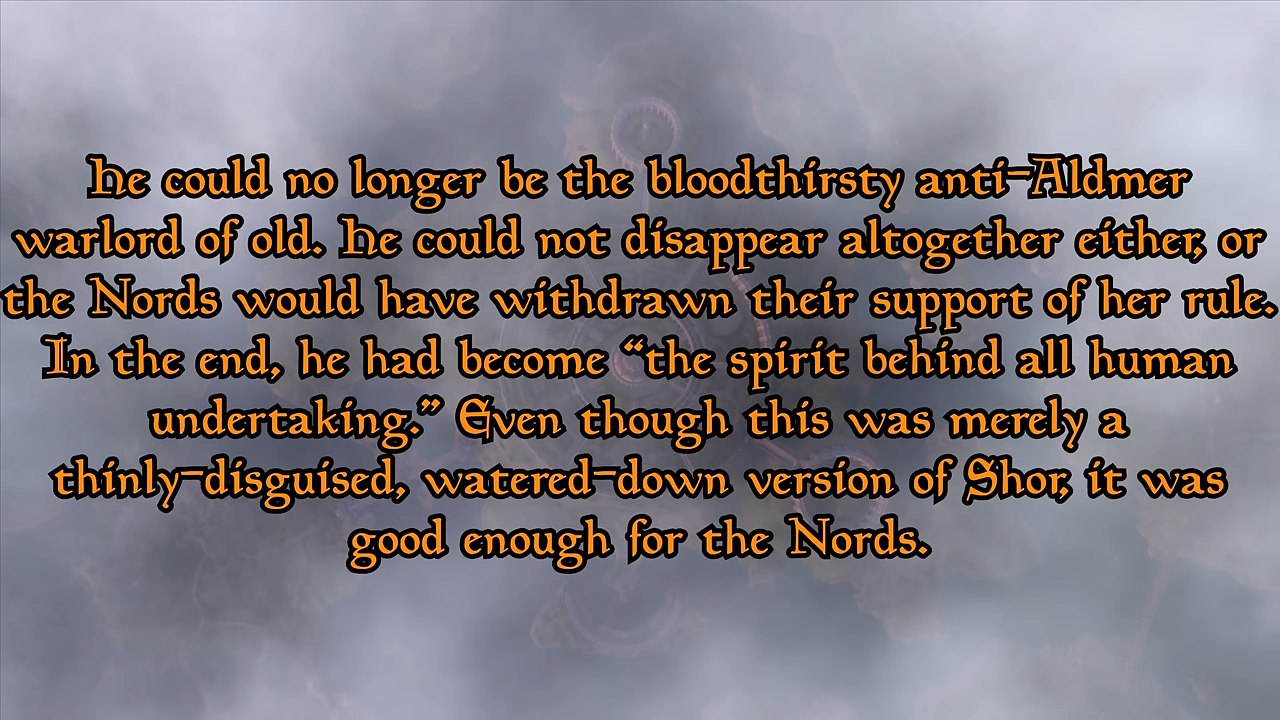 He could no longer be the bloodthirsty anti-Aldmer
warlord of old. He could not disappear altogether either, or
the Nords would have withdrawn their support of her rule.
In the end, he had become “the spirit behind all human
undertaking.” Even though this was merely a
thinly-disguised, watered-down version of Shor, it was
good enough for the Nords.